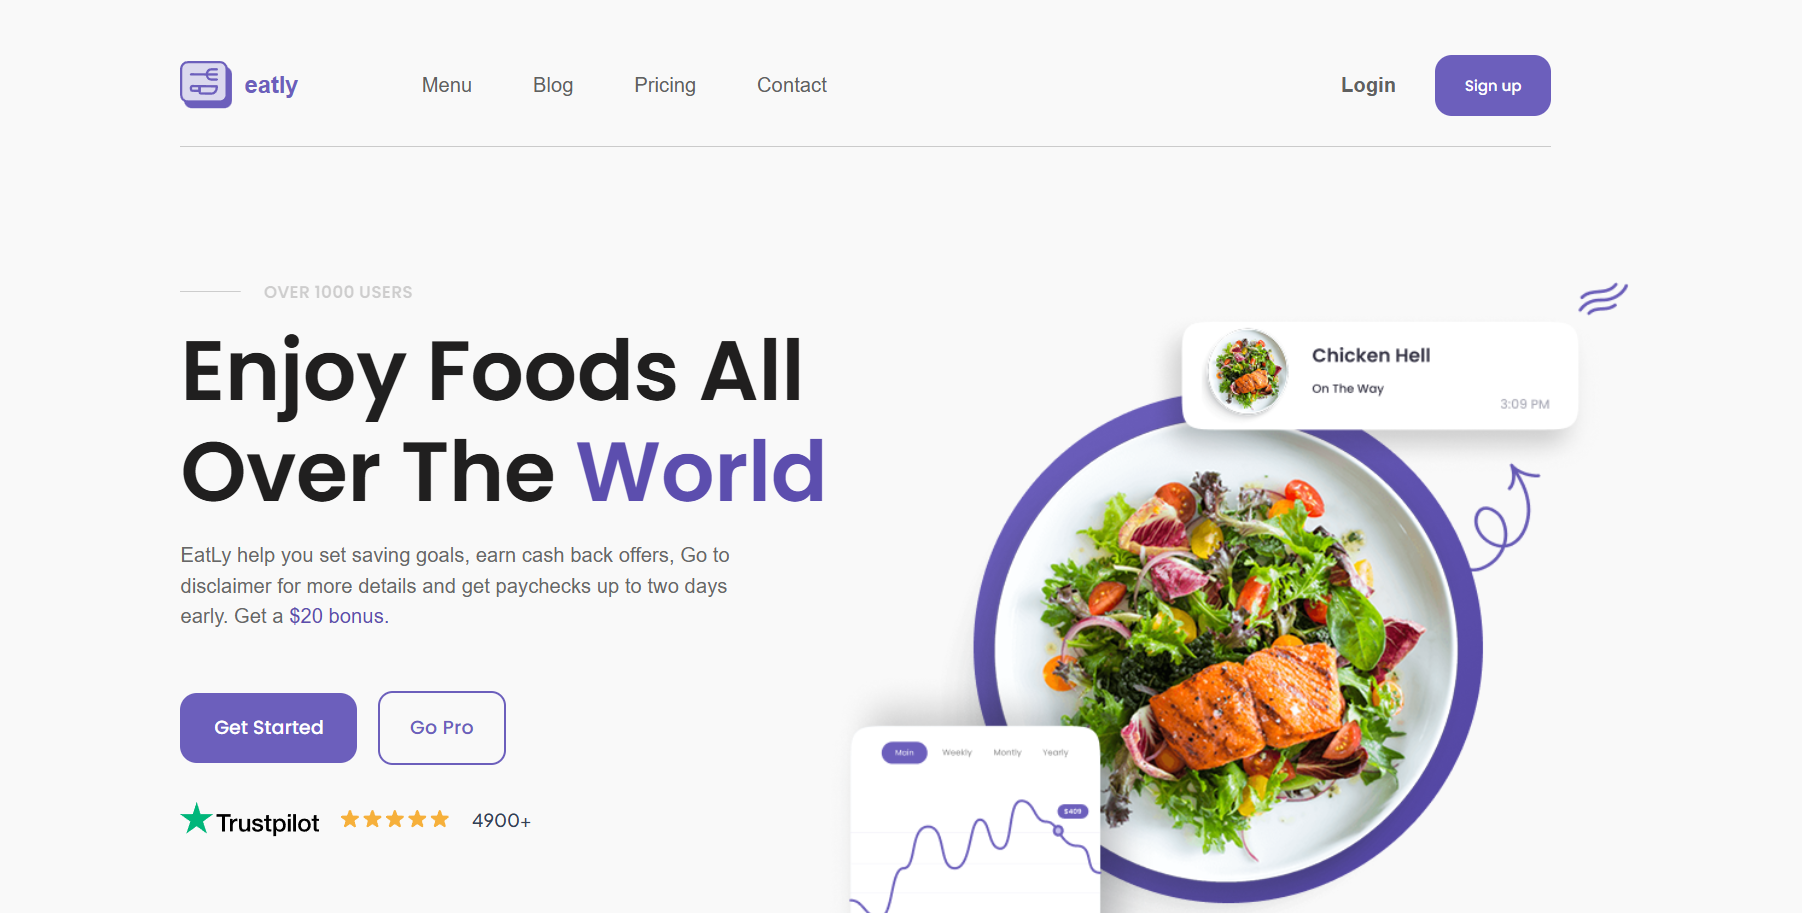 eatly
Menu
Blog
Pricing
Contact
Login
Sign up
OVER 1000 USERS
Enjoy Foods All
Over The World
EatLy help you set saving goals, earn cash back offers, Go to
disclaimer for more details and get paychecks up to two days
early. Get a $20 bonus.
Get Started
Go Pro
Trustpilot
4900+
Chicken Hell
On The Way
3:09 PM
Main
Weekly
Montly
Yearly
$409